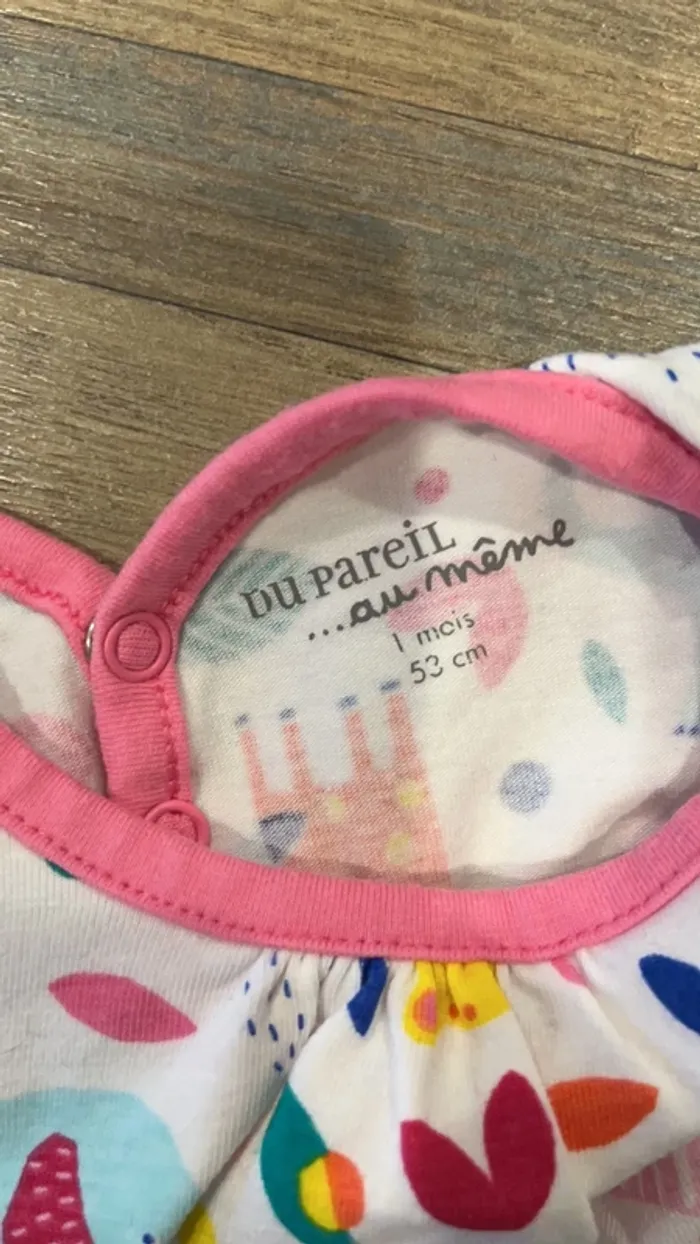 DU PAREIL
...au même
1 mois
53 cm